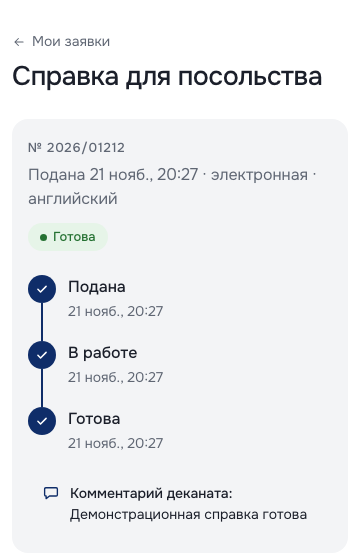 ← Мои заявки
Справка для посольства
№ 2026/01212
Подана 21 нояб., 20:27 · электронная ·
английский
Готова
Подана
21 нояб., 20:27
В работе
21 нояб., 20:27
Готова
21 нояб., 20:27
Комментарий деканата:
Демонстрационная справка готова